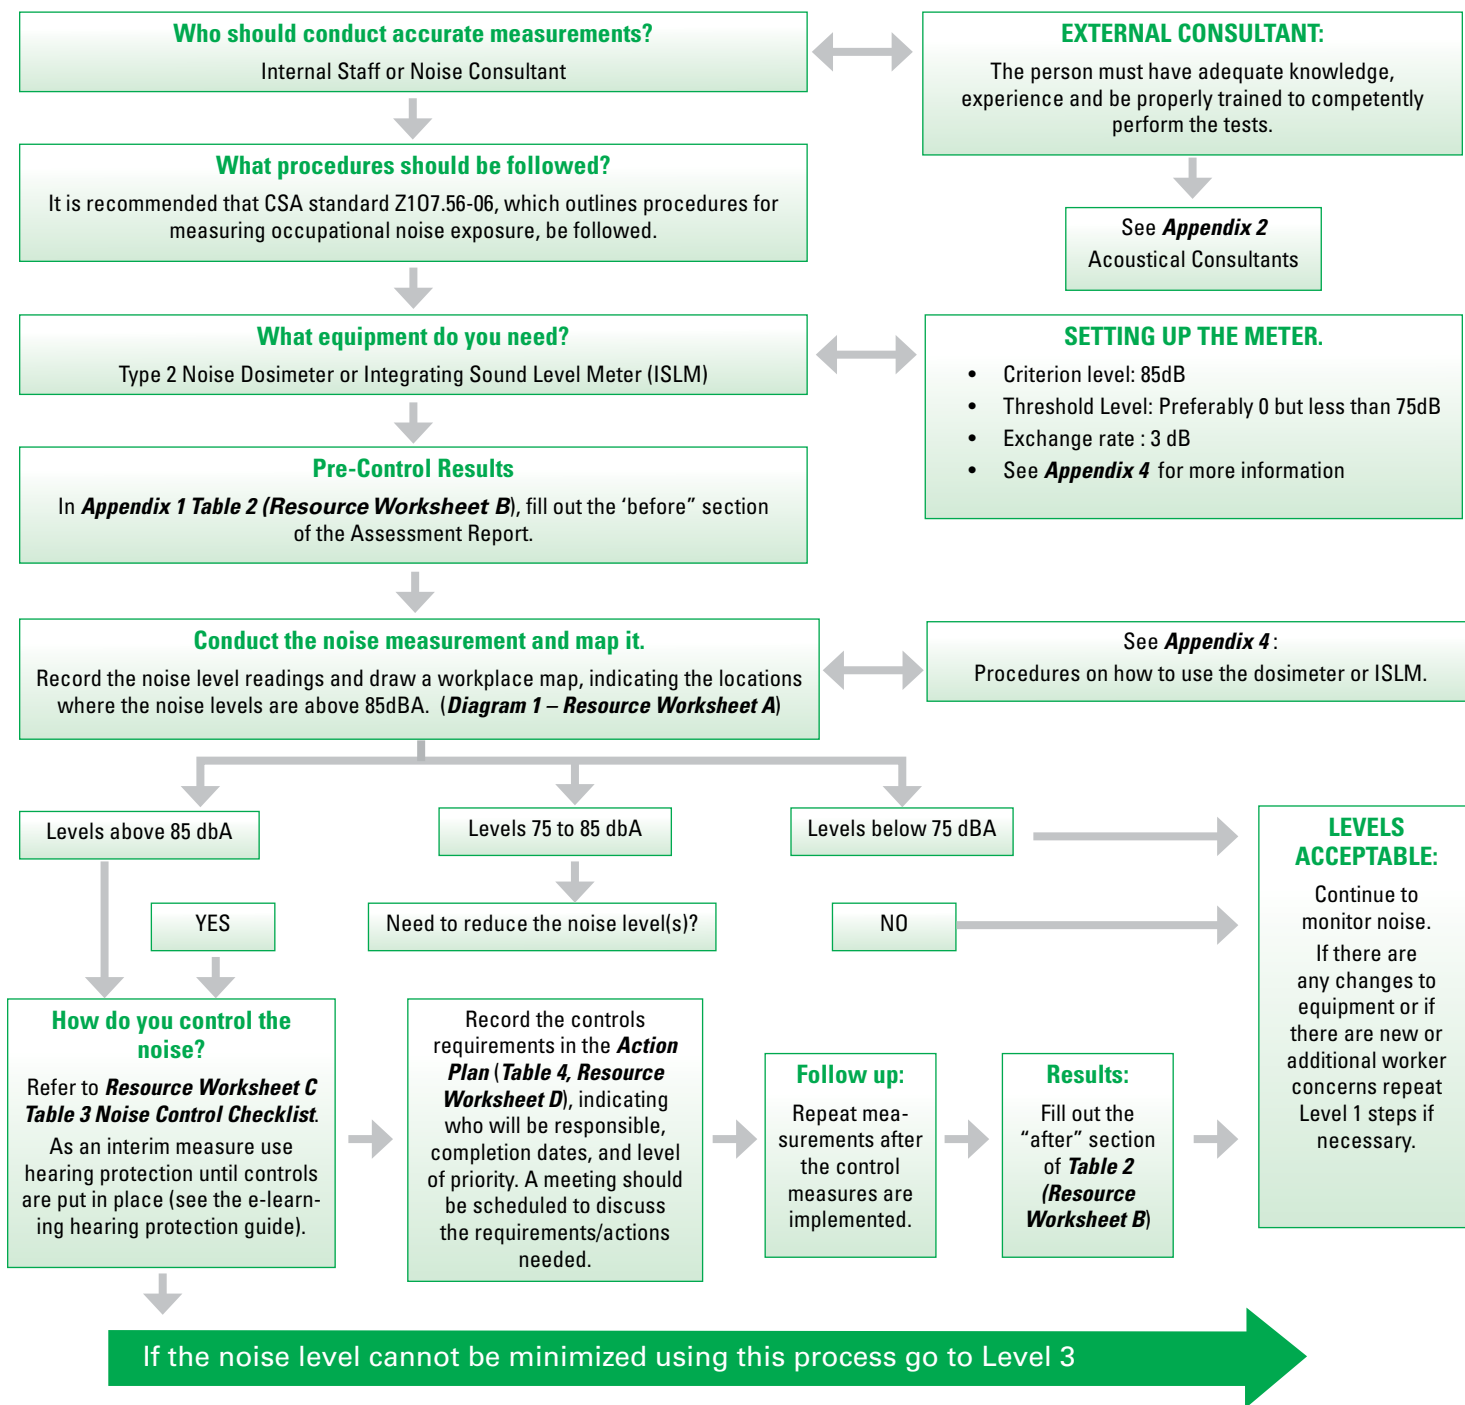 Who should conduct accurate measurements?
Internal Staff or Noise Consultant
EXTERNAL CONSULTANT:
The person must have adequate knowledge,
experience and be properly trained to competently
perform the tests.
What procedures should be followed?
It is recommended that CSA standard Z107.56-06, which outlines procedures for
measuring occupational noise exposure, be followed.
See Appendix 2
Acoustical Consultants
What equipment do you need?
Type 2 Noise Dosimeter or Integrating Sound Level Meter (ISLM)
SETTING UP THE METER.
• Criterion level: 85dB
• Threshold Level: Preferably 0 but less than 75dB
• Exchange rate : 3 dB
• See Appendix 4 for more information
Pre-Control Results
In Appendix 1 Table 2 (Resource Worksheet B), fill out the ‘before” section
of the Assessment Report.
Conduct the noise measurement and map it.
Record the noise level readings and draw a workplace map, indicating the locations
where the noise levels are above 85dBA. (Diagram 1 – Resource Worksheet A)
See Appendix 4 :
Procedures on how to use the dosimeter or ISLM.
Levels above 85 dbA
Levels 75 to 85 dbA
Levels below 75 dBA
YES
Need to reduce the noise level(s)?
NO
LEVELS
ACCEPTABLE:
Continue to
monitor noise.
If there are
any changes to
equipment or if
there are new or
additional worker
concerns repeat
Level 1 steps if
necessary.
How do you control the
noise?
Refer to Resource Worksheet C
Table 3 Noise Control Checklist.
As an interim measure use
hearing protection until controls
are put in place (see the e-learn-
ing hearing protection guide).
Record the controls
requirements in the Action
Plan (Table 4, Resource
Worksheet D), indicating
who will be responsible,
completion dates, and level
of priority. A meeting should
be scheduled to discuss
the requirements/actions
needed.
Follow up:
Repeat mea-
surements after
the control
measures are
implemented.
Results:
Fill out the
“after” section
of Table 2
(Resource
Worksheet B)
If the noise level cannot be minimized using this process go to Level 3